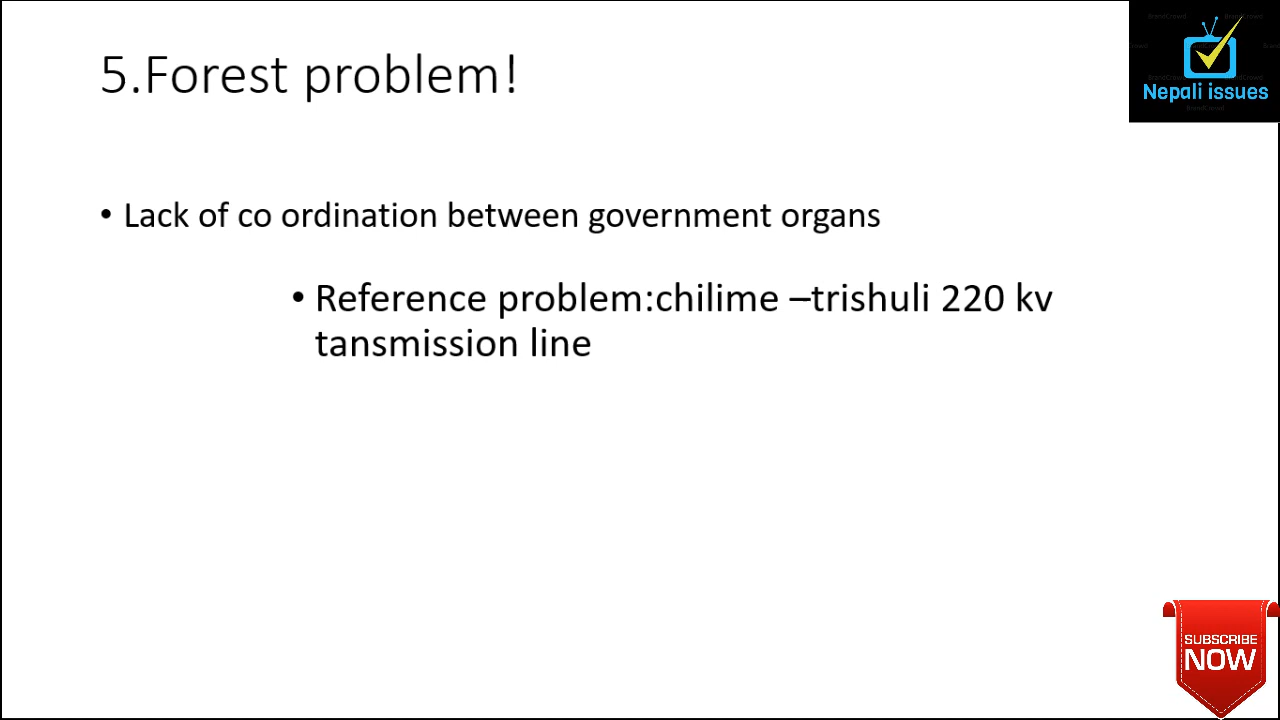 5.Forest problem!
Nepali issues
• Lack of co ordination between government organs
• Reference problem:chilime –trishuli 220 kv
tansmission line
SUBSCRIBE
NOW